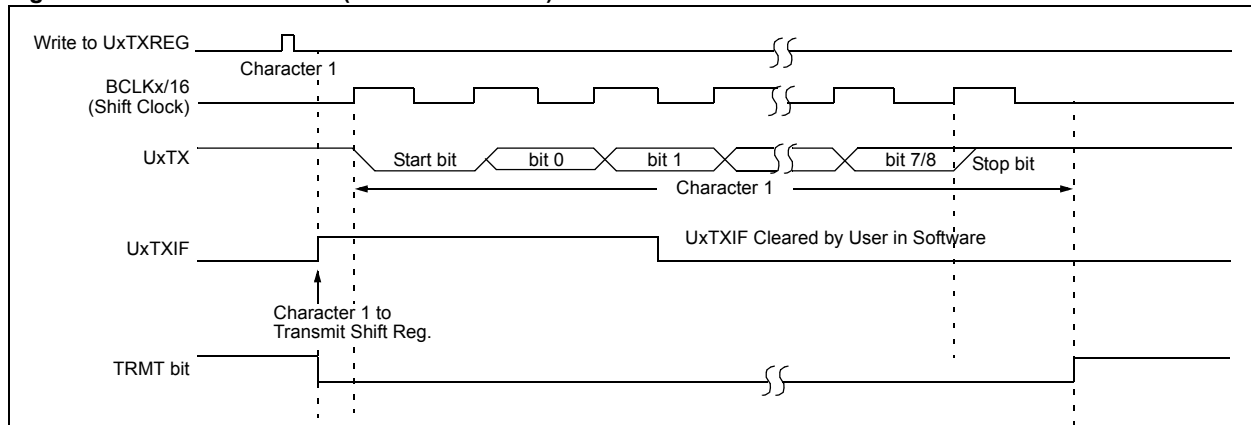 Write to UxTXREG
Character 1
BCLKx/16
(Shift Clock)
UxTX
Start bit
bit 0
bit 1
bit 7/8
Stop bit
Character 1
UxTXIF
UxTXIF Cleared by User in Software
Character 1 to
Transmit Shift Reg.
TRMT bit